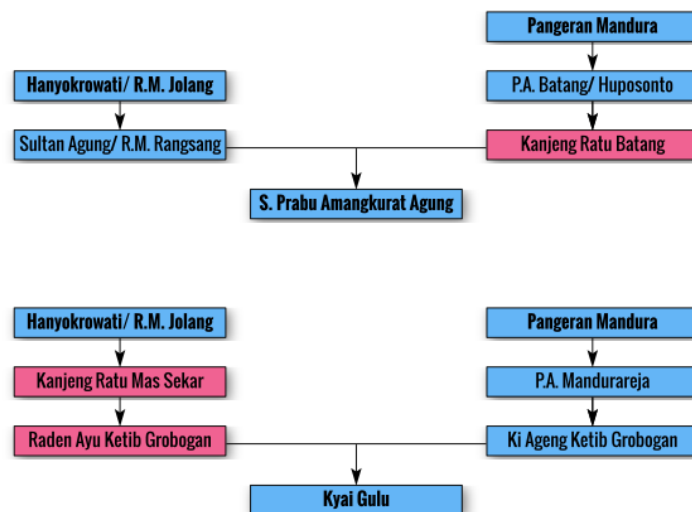 Pangeran Mandura
Hanyokrowati/ R.M. Jolang
P.A. Batang/ Huposonto
Sultan Agung/ R.M. Rangsang
Kanjeng Ratu Batang
S. Prabu Amangkurat Agung
Hanyokrowati/ R.M. Jolang
Pangeran Mandura
Kanjeng Ratu Mas Sekar
P.A. Mandurareja
Raden Ayu Ketib Grobogan
Ki Ageng Ketib Grobogan
Kyai Gulu